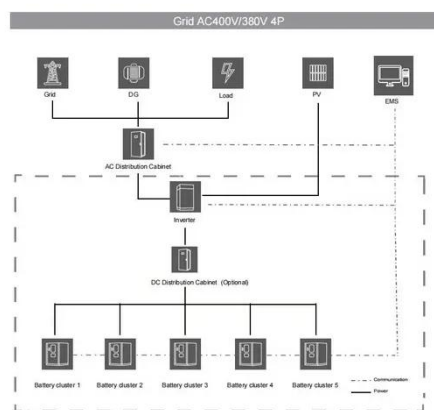 Grid AC400V/380V 4P
Grid
DG
Load
PV
EMS
AC Distribution Cabinet
Inverter
DC Distribution Cabinet (Optional)
Battery cluster 1
Battery cluster 2
Battery cluster 3
Battery cluster 4
Battery cluster 5
Communication
Power